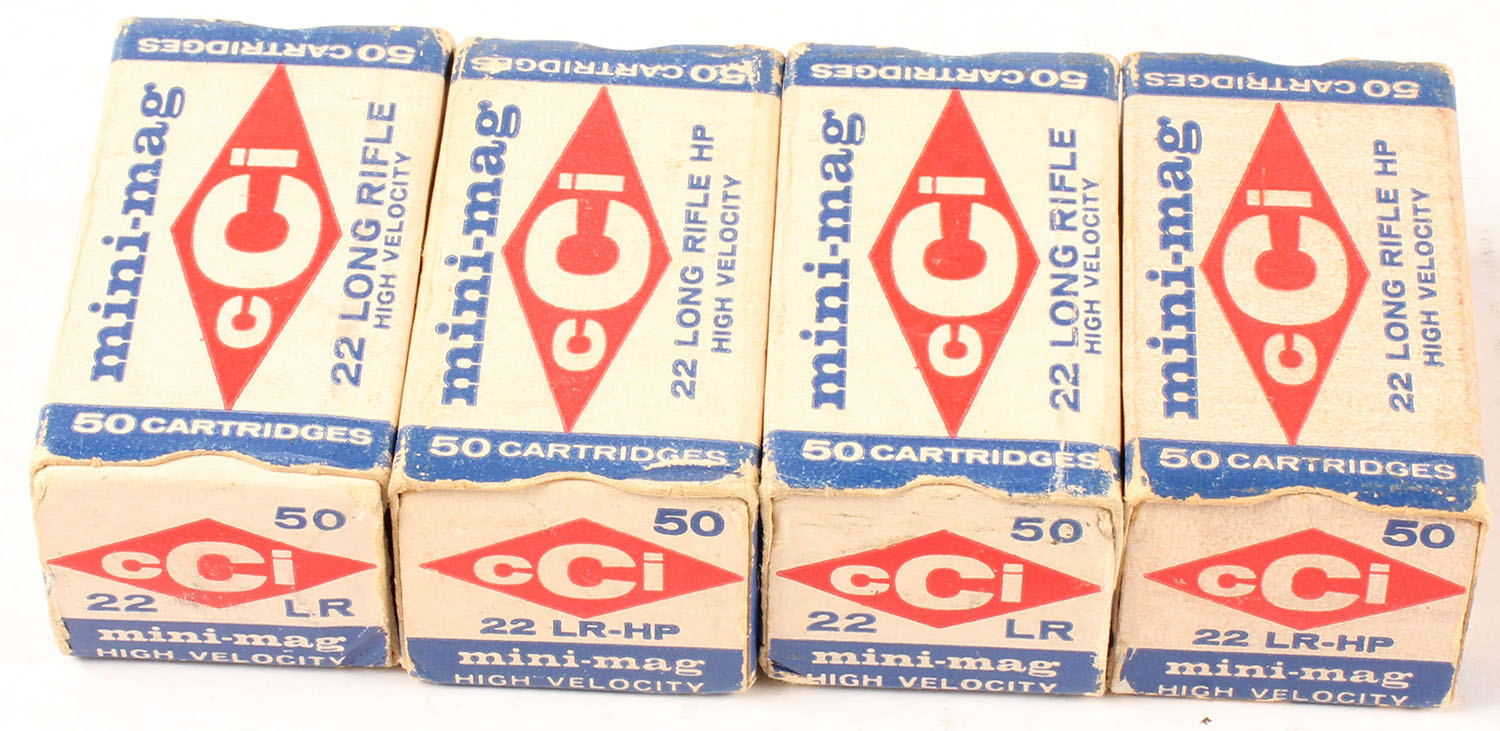 50 CARTRIDGES
mini-mag
cCi
22 LONG RIFLE
HIGH VELOCITY
50 CARTRIDGES
50
cCi
22 LR
mini-mag
HIGH VELOCITY
50 CARTRIDGES
mini-mag
cCi
22 LONG RIFLE HP
HIGH VELOCITY
50 CARTRIDGES
50
cCi
22 LR-HP
mini-mag
HIGH VELOCITY
50 CARTRIDGES
mini-mag
cCi
22 LONG RIFLE
HIGH VELOCITY
50 CARTRIDGES
50
cCi
22 LR
mini-mag
HIGH VELOCITY
50 CARTRIDGES
mini-mag
cCi
22 LONG RIFLE HP
HIGH VELOCITY
50 CARTRIDGES
50
cCi
22 LR-HP
mini-mag
HIGH VELOCITY